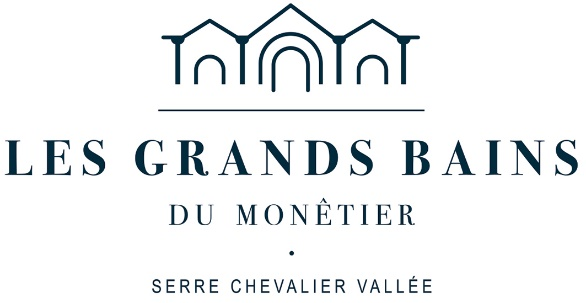 LES GRANDS BAINS
DU MONÊTIER
SERRE CHEVALIER VALLÉE